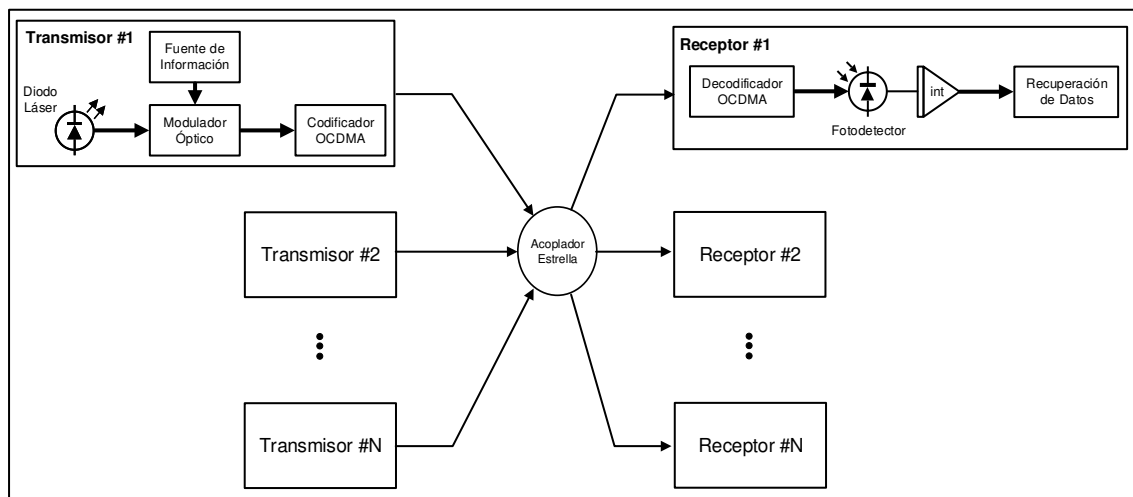 Transmisor #1
Fuente de
Información
Diodo
Láser
Modulador
Óptico
Codificador
OCDMA
Receptor #1
Decodificador
OCDMA
Fotodetector
int
Recuperación
de Datos
Transmisor #2
Acoplador
Estrella
Receptor #2
Transmisor #N
Receptor #N